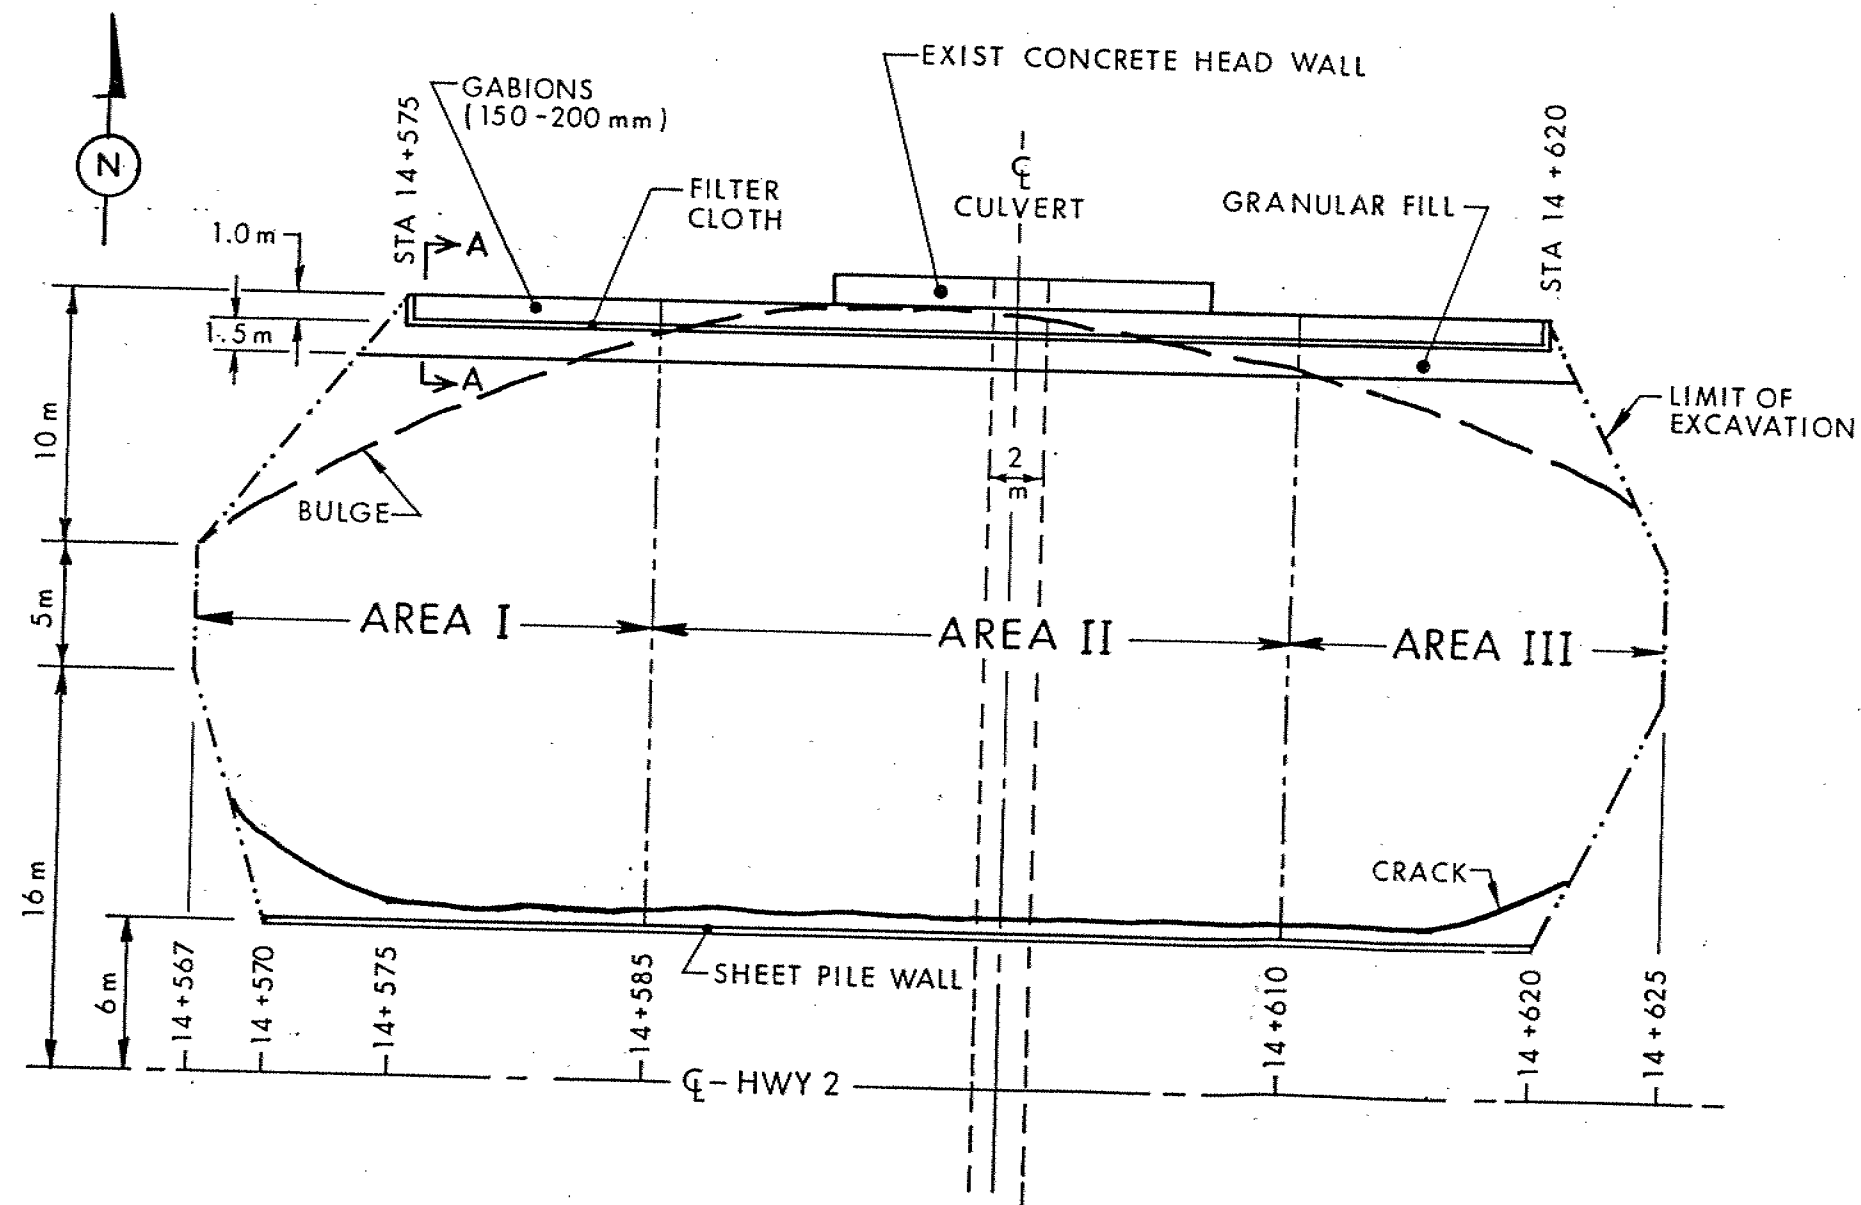 EXIST CONCRETE HEAD WALL
GABIONS
(150-200 mm)
STA 14+575
STA 14+620
N
FILTER
CLOTH
℄
CULVERT
GRANULAR FILL
1.0 m
A
1.5 m
A
LIMIT OF
EXCAVATION
10 m
2
m
BULGE
5m
AREA I
AREA II
AREA III
CRACK
16 m
6 m
SHEET PILE WALL
14+567
14+570
14+575
14+585
14+610
14+620
14+625
℄ - HWY 2